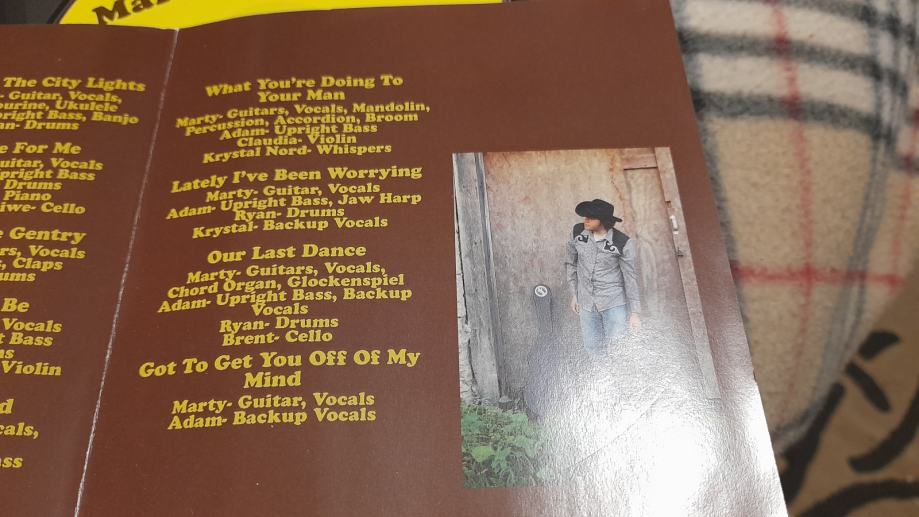 Ma
The City Lights
- Guitar, Vocals,
ourine, Ukulele
pright Bass, Banjo
an- Drums
e For Me
uitar, Vocals
pright Bass
Drums
Piano
iwe- Cello
e Gentry
rs, Vocals
s, Claps
ums
Be
Vocals
t Bass
ms
Violin
d
cals,
ass
What You're Doing To
Your Man
Marty- Guitars, Vocals, Mandolin,
Percussion, Accordion, Broom
Adam- Upright Bass
Claudia- Violin
Krystal Nord- Whispers
Lately I've Been Worrying
Marty- Guitar, Vocals
Adam- Upright Bass, Jaw Harp
Ryan- Drums
Krystal- Backup Vocals
Our Last Dance
Marty- Guitars, Vocals,
Chord Organ, Glockenspiel
Adam- Upright Bass, Backup
Vocals
Ryan- Drums
Brent- Cello
Got To Get You Off Of My
Mind
Marty- Guitar, Vocals
Adam- Backup Vocals